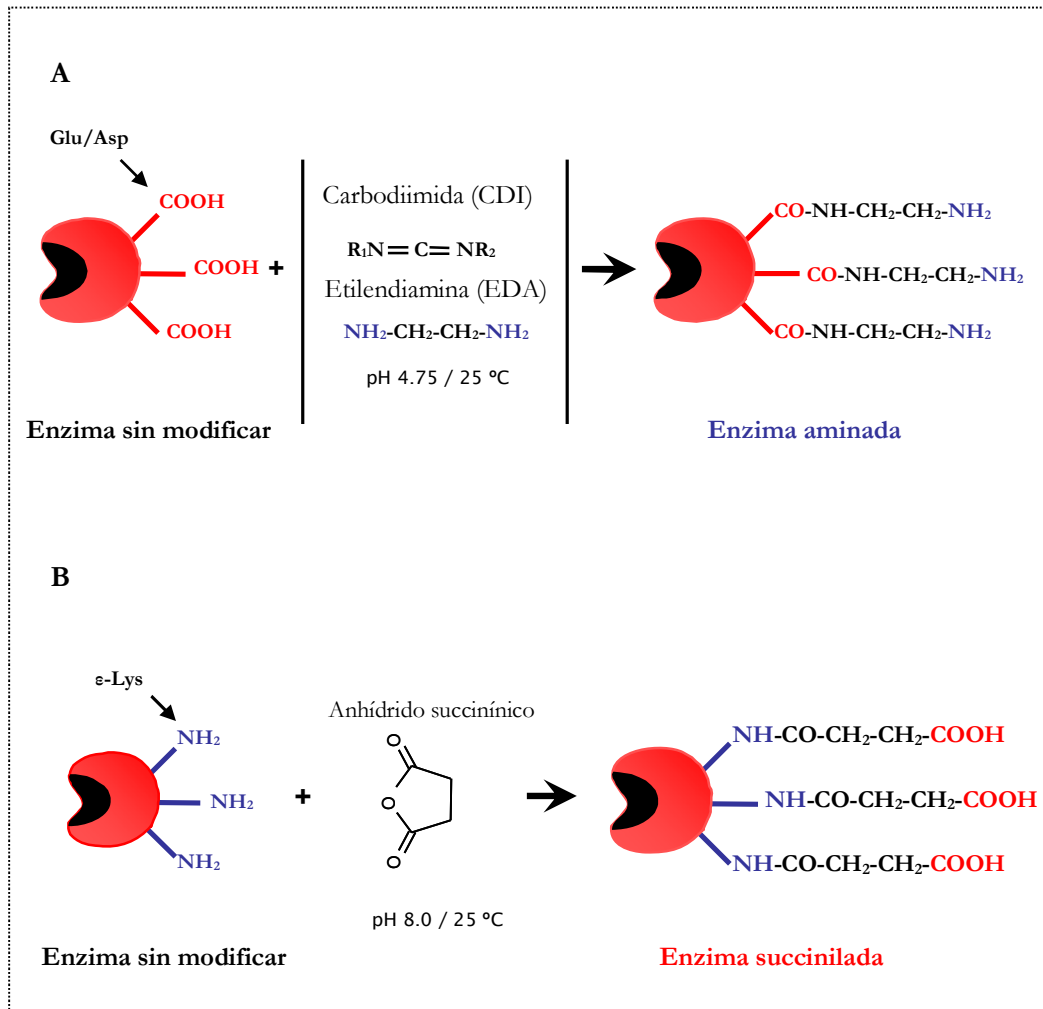 A
Glu/Asp
COOH
COOH
COOH
+
Carbodiimida (CDI)
R₁N=C=NR₂
Etilendiamina (EDA)
NH₂-CH₂-CH₂-NH₂
pH 4.75 / 25 ºC
CO-NH-CH₂-CH₂-NH₂
CO-NH-CH₂-CH₂-NH₂
CO-NH-CH₂-CH₂-NH₂
Enzima sin modificar
Enzima aminada
B
ε-Lys
NH₂
NH₂
NH₂
+
Anhídrido succinínico
O
O
O
pH 8.0 / 25 ºC
NH-CO-CH₂-CH₂-COOH
NH-CO-CH₂-CH₂-COOH
NH-CO-CH₂-CH₂-COOH
Enzima sin modificar
Enzima succinilada